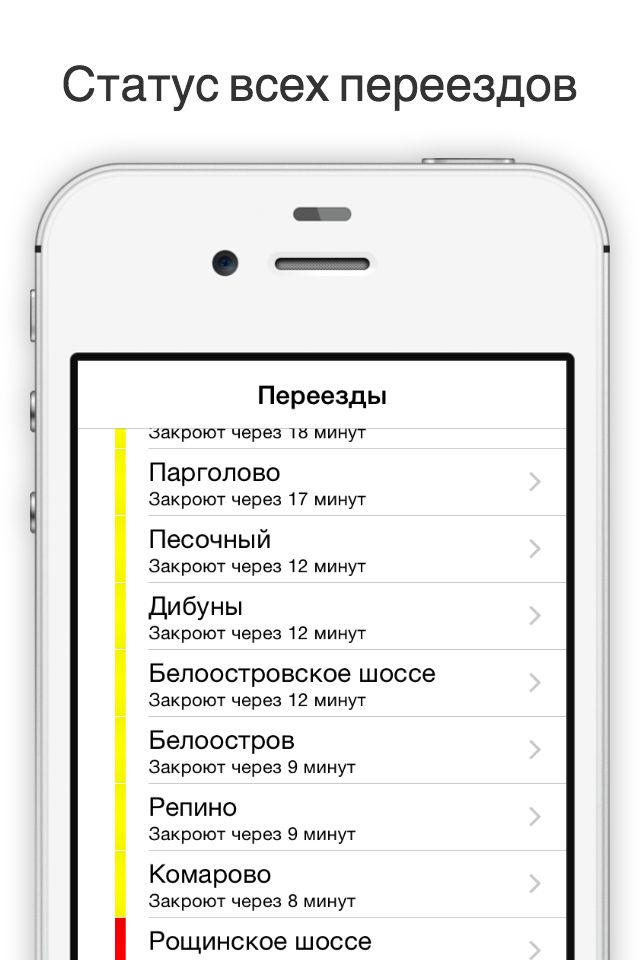 Статус всех переездов
Переезды
Закроют через 18 минут
Парголово
Закроют через 17 минут
Песочный
Закроют через 12 минут
Дибуны
Закроют через 12 минут
Белоостровское шоссе
Закроют через 12 минут
Белоостров
Закроют через 9 минут
Репино
Закроют через 9 минут
Комарово
Закроют через 8 минут
Рощинское шоссе